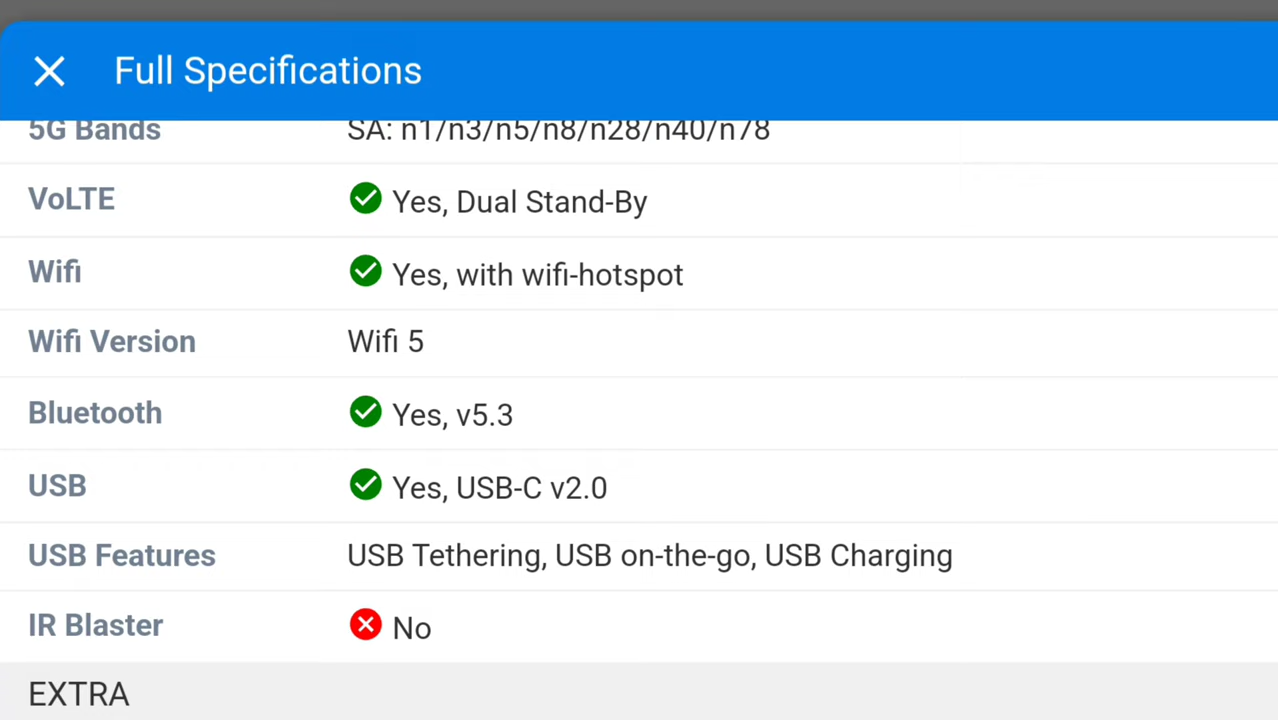 Full Specifications
5G Bands SA: n1/n3/n5/n8/n28/n40/n78
VoLTE Yes, Dual Stand-By
Wifi Yes, with wifi-hotspot
Wifi Version Wifi 5
Bluetooth Yes, v5.3
USB Yes, USB-C v2.0
USB Features USB Tethering, USB on-the-go, USB Charging
IR Blaster No
EXTRA